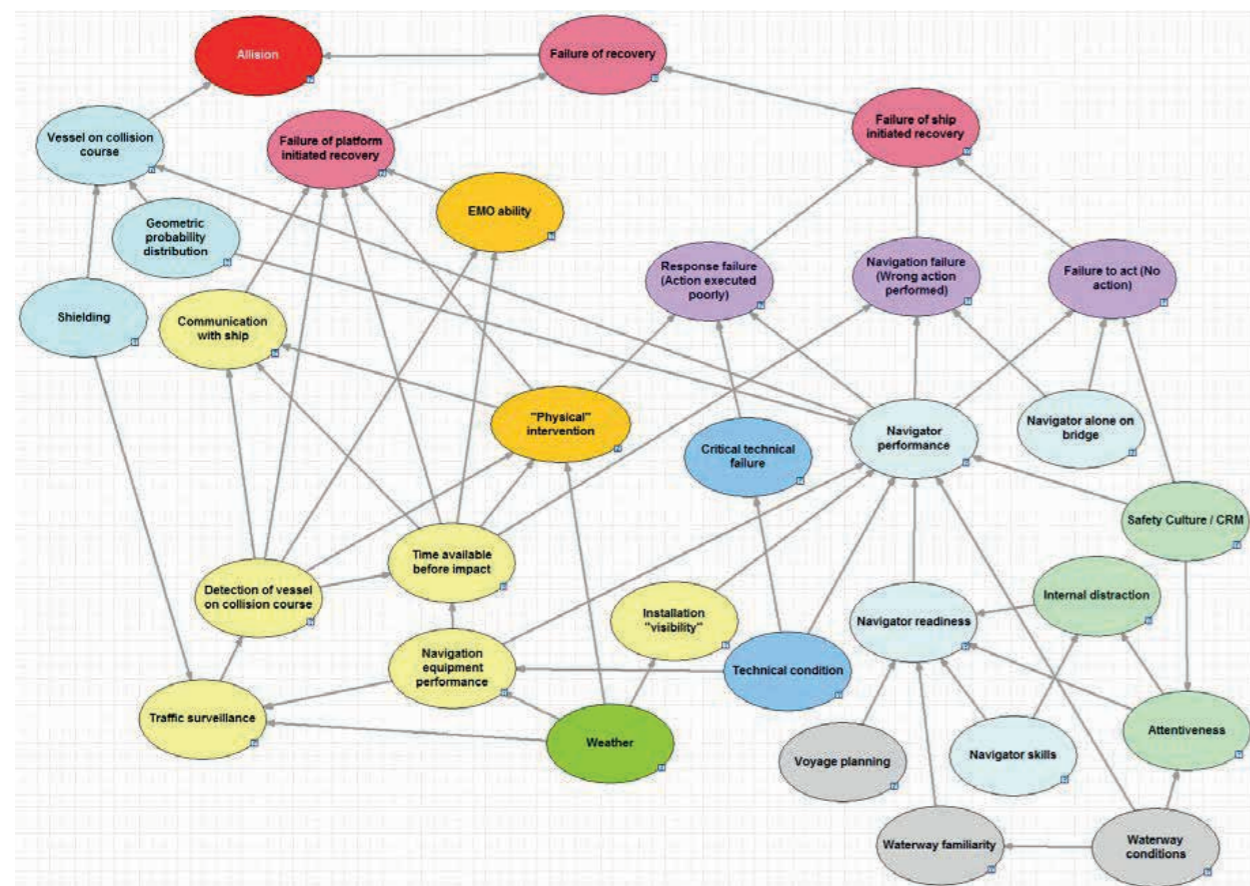 Allision
Failure of recovery
Vessel on collision
course
Failure of platform
initiated recovery
Failure of ship
initiated recovery
EMO ability
Geometric
probability
distribution
Response failure
(Action executed
poorly)
Navigation failure
(Wrong action
performed)
Failure to act (No
action)
Shielding
Communication
with ship
"Physical"
intervention
Navigator
performance
Navigator alone on
bridge
Critical technical
failure
Safety Culture / CRM
Time available
before impact
Detection of vessel
on collision course
Internal distraction
Installation
"visibility"
Navigator readiness
Navigation
equipment
performance
Technical condition
Traffic surveillance
Weather
Voyage planning
Navigator skills
Attentiveness
Waterway familiarity
Waterway
conditions